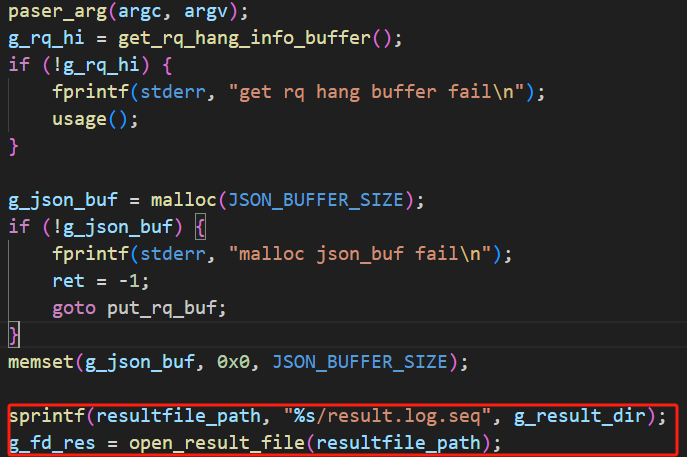 paser_arg(argc, argv);
g_rq_hi = get_rq_hang_info_buffer();
if (!g_rq_hi) {
    fprintf(stderr, "get rq hang buffer fail\n");
    usage();
}

g_json_buf = malloc(JSON_BUFFER_SIZE);
if (!g_json_buf) {
    fprintf(stderr, "malloc json_buf fail\n");
    ret = -1;
    goto put_rq_buf;
}
memset(g_json_buf, 0x0, JSON_BUFFER_SIZE);

sprintf(resultfile_path, "%s/result.log.seq", g_result_dir);
g_fd_res = open_result_file(resultfile_path);